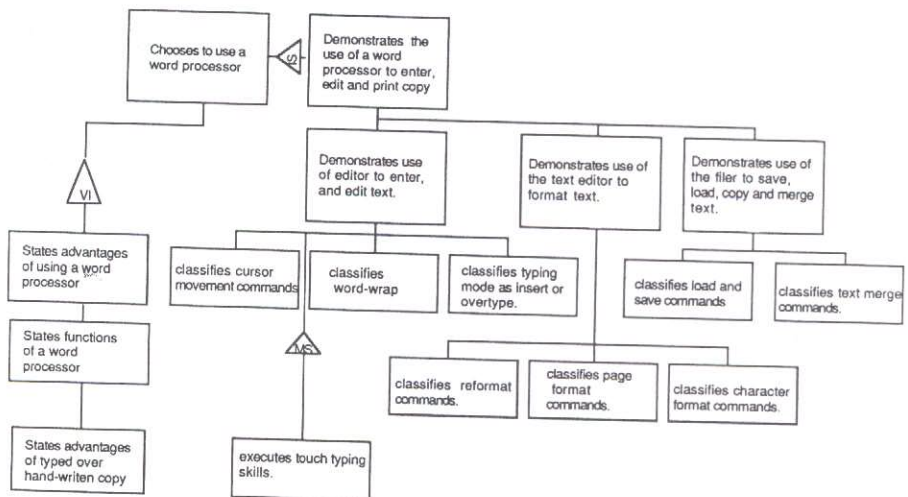 Chooses to use a
word processor
IS
Demonstrates the
use of a word
processor to enter,
edit and print copy
Demonstrates use
of editor to enter,
and edit text.
Demonstrates use of
the text editor to
format text.
Demonstrates use of
the filer to save,
load, copy and merge
text.
VI
States advantages
of using a word
processor
classifies cursor
movement commands
classifies
word-wrap
classifies typing
mode as insert or
overtype.
classifies load and
save commands
classifies text merge
commands.
States functions
of a word
processor
MS
classifies reformat
commands.
classifies page
format
commands.
classifies character
format commands.
States advantages
of typed over
hand-writen copy
executes touch typing
skills.